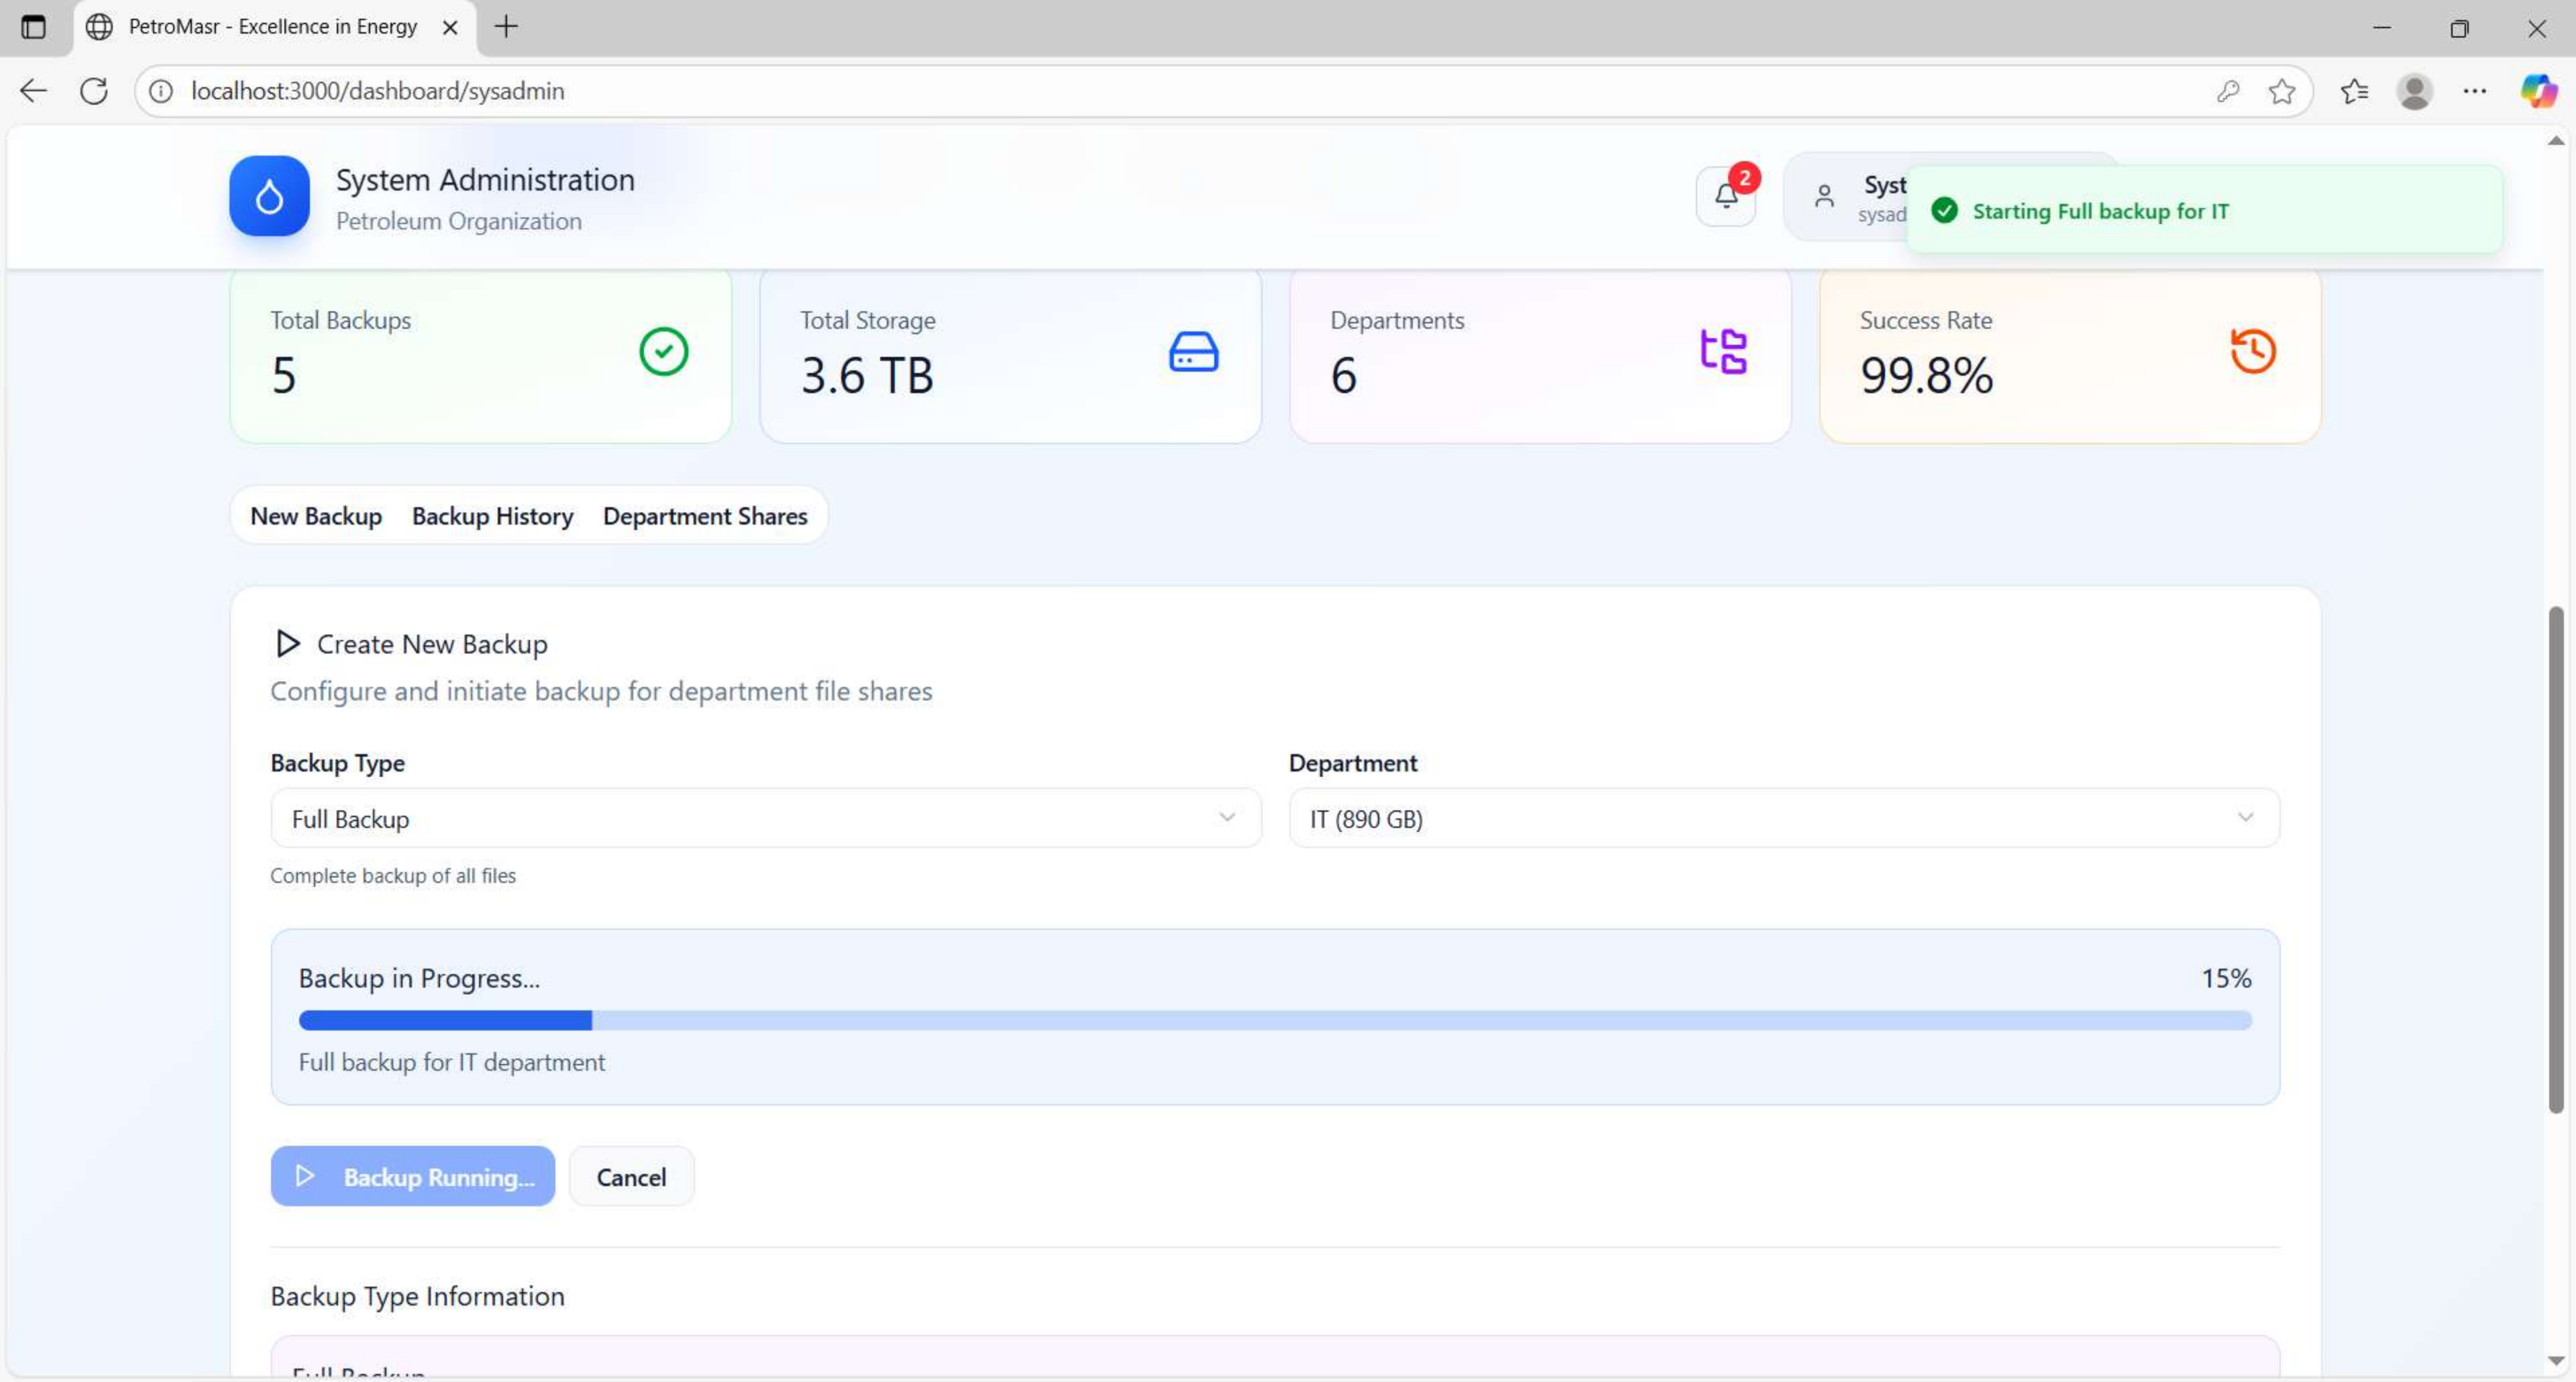 PetroMasr - Excellence in Energy
localhost:3000/dashboard/sysadmin
System Administration
Petroleum Organization
2
Syst
sysad
Starting Full backup for IT
Total Backups
5
Total Storage
3.6 TB
Departments
6
Success Rate
99.8%
New Backup Backup History Department Shares
Create New Backup
Configure and initiate backup for department file shares
Backup Type
Full Backup
Complete backup of all files
Department
IT (890 GB)
Backup in Progress... 15%
Full backup for IT department
Backup Running... Cancel
Backup Type Information
Full Backup